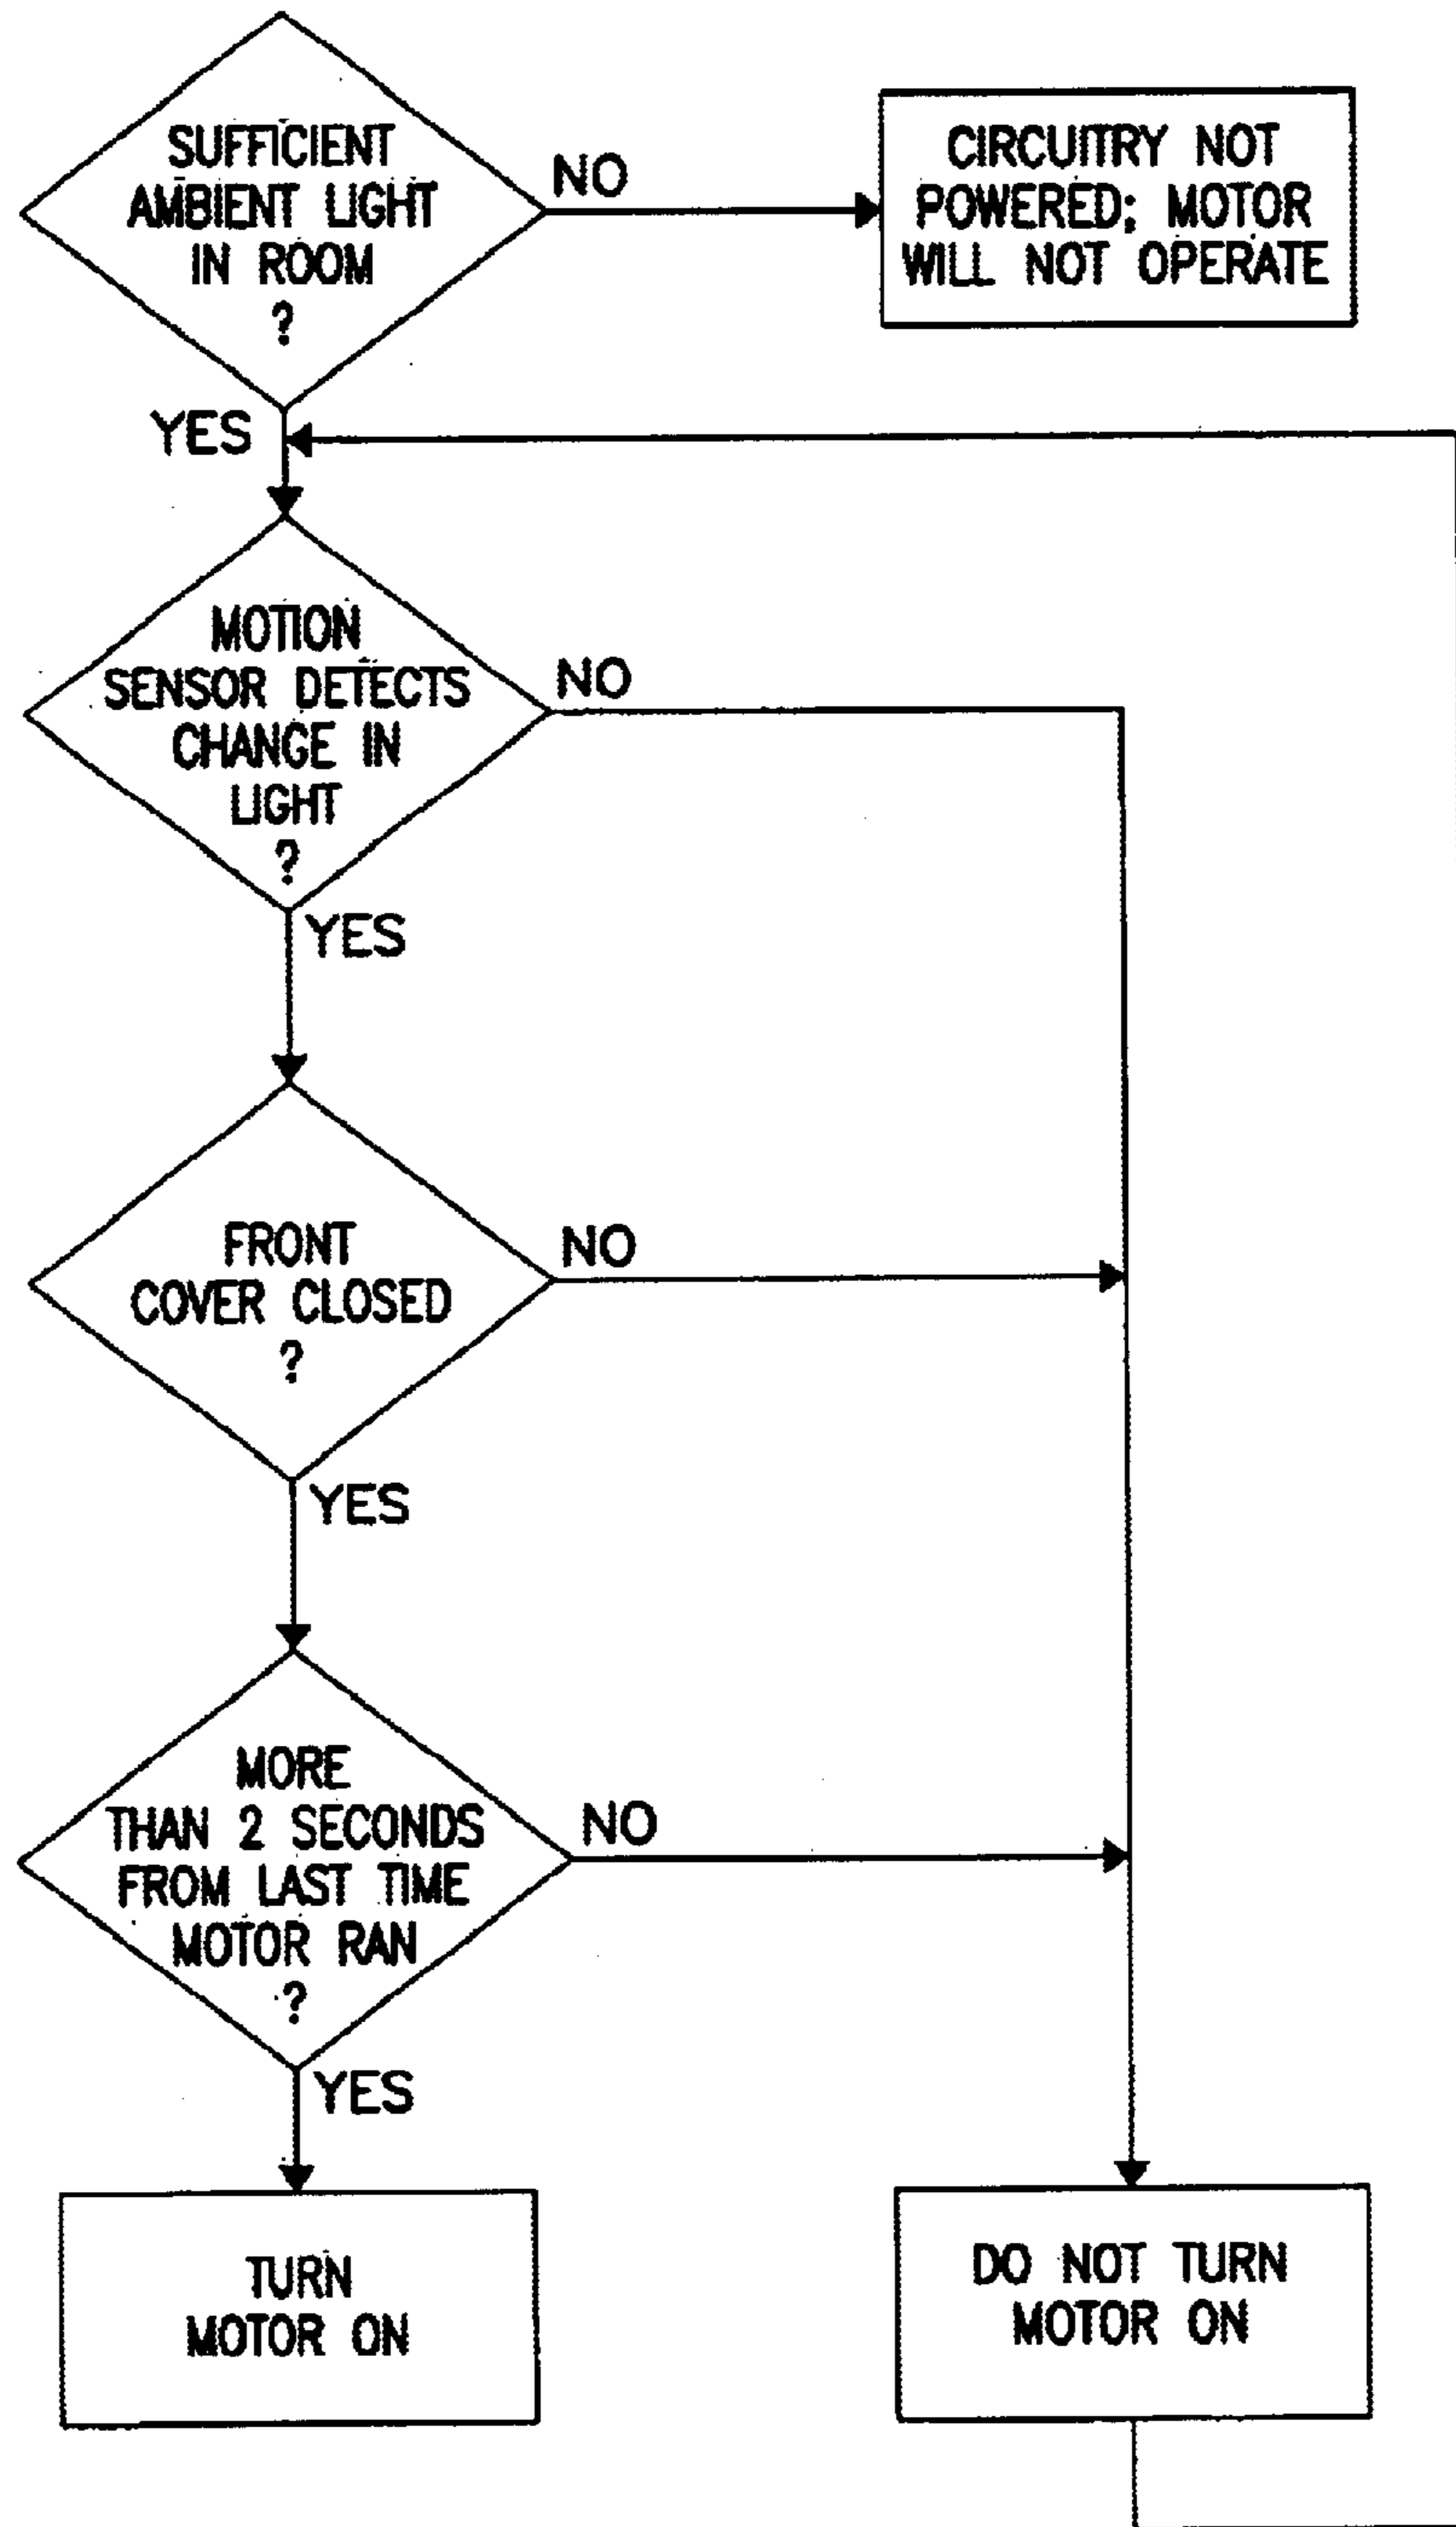 SUFFICIENT
AMBIENT LIGHT
IN ROOM
?
NO
CIRCUITRY NOT
POWERED; MOTOR
WILL NOT OPERATE
YES
MOTION
SENSOR DETECTS
CHANGE IN
LIGHT
?
NO
YES
FRONT
COVER CLOSED
?
NO
YES
MORE
THAN 2 SECONDS
FROM LAST TIME
MOTOR RAN
?
NO
YES
TURN
MOTOR ON
DO NOT TURN
MOTOR ON